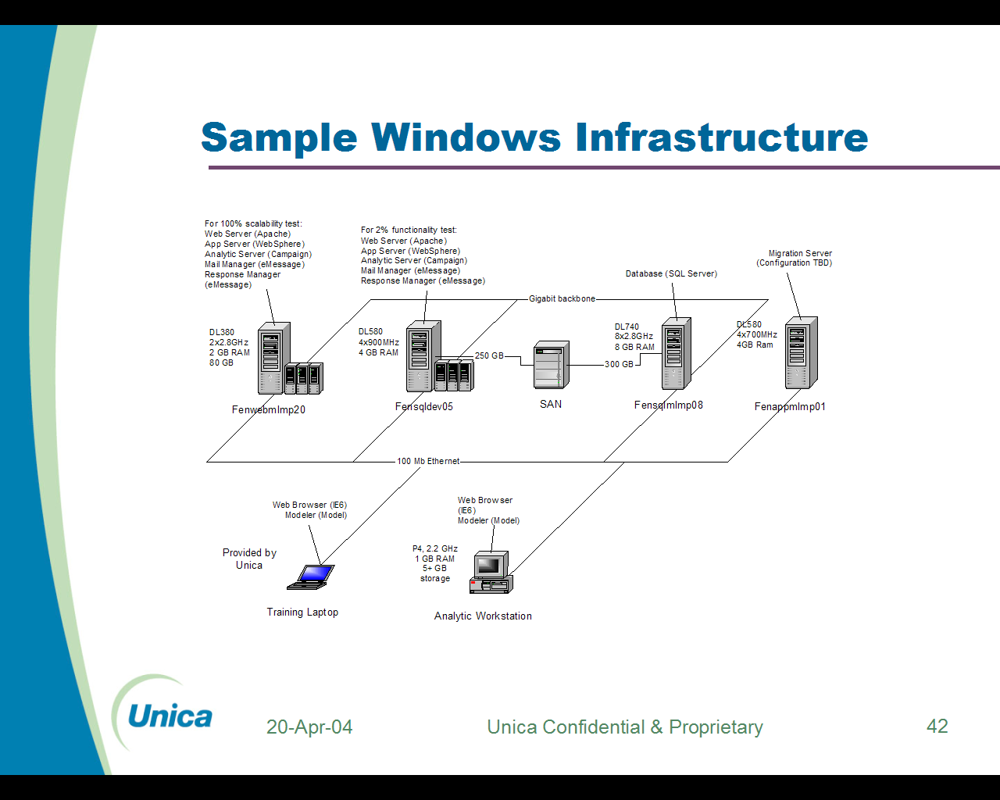 Sample Windows Infrastructure
For 100% scalability test:
Web Server (Apache)
App Server (WebSphere)
Analytic Server (Campaign)
Mail Manager (eMessage)
Response Manager
(eMessage)
For 2% functionality test:
Web Server (Apache)
App Server (WebSphere)
Analytic Server (Campaign)
Mail Manager (eMessage)
Response Manager (eMessage)
Database (SQL Server)
Migration Server
(Configuration TBD)
Gigabit backbone
DL380
2x2.8GHz
2 GB RAM
80 GB
DL580
4x900MHz
4 GB RAM
250 GB
300 GB
DL740
8x2.8GHz
8 GB RAM
DL580
4x700MHz
4GB Ram
FenwebmImp20
Fensqldev05
SAN
FensqlmImp08
FenappmImp01
100 Mb Ethernet
Web Browser (IE6)
Modeler (Model)
Provided by
Unica
Training Laptop
Web Browser
(IE6)
Modeler (Model)
P4, 2.2 GHz
1 GB RAM
5+ GB
storage
Analytic Workstation
Unica
20-Apr-04
Unica Confidential & Proprietary
42